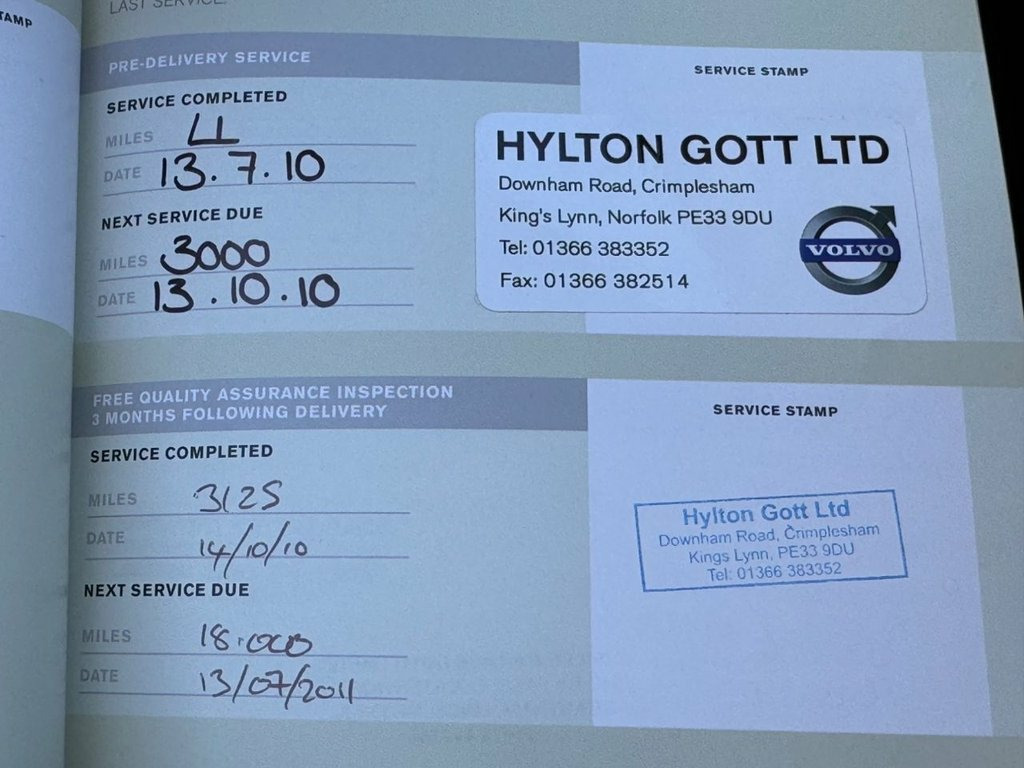 TAMP
LAST SERVICE.
PRE-DELIVERY SERVICE
SERVICE STAMP
SERVICE COMPLETED
MILES
DATE 13.7.10
NEXT SERVICE DUE
MILES 3000
DATE 13.10.10
HYLTON GOTT LTD
Downham Road, Crimplesham
King's Lynn, Norfolk PE33 9DU
Tel: 01366 383352
Fax: 01366 382514
VOLVO
FREE QUALITY ASSURANCE INSPECTION
3 MONTHS FOLLOWING DELIVERY
SERVICE STAMP
SERVICE COMPLETED
MILES 3125
DATE 14/10/10
NEXT SERVICE DUE
MILES 18.000
DATE 13/07/2011
Hylton Gott Ltd
Downham Road, Crimplesham
Kings Lynn, PE33 9DU
Tel: 01366 383352